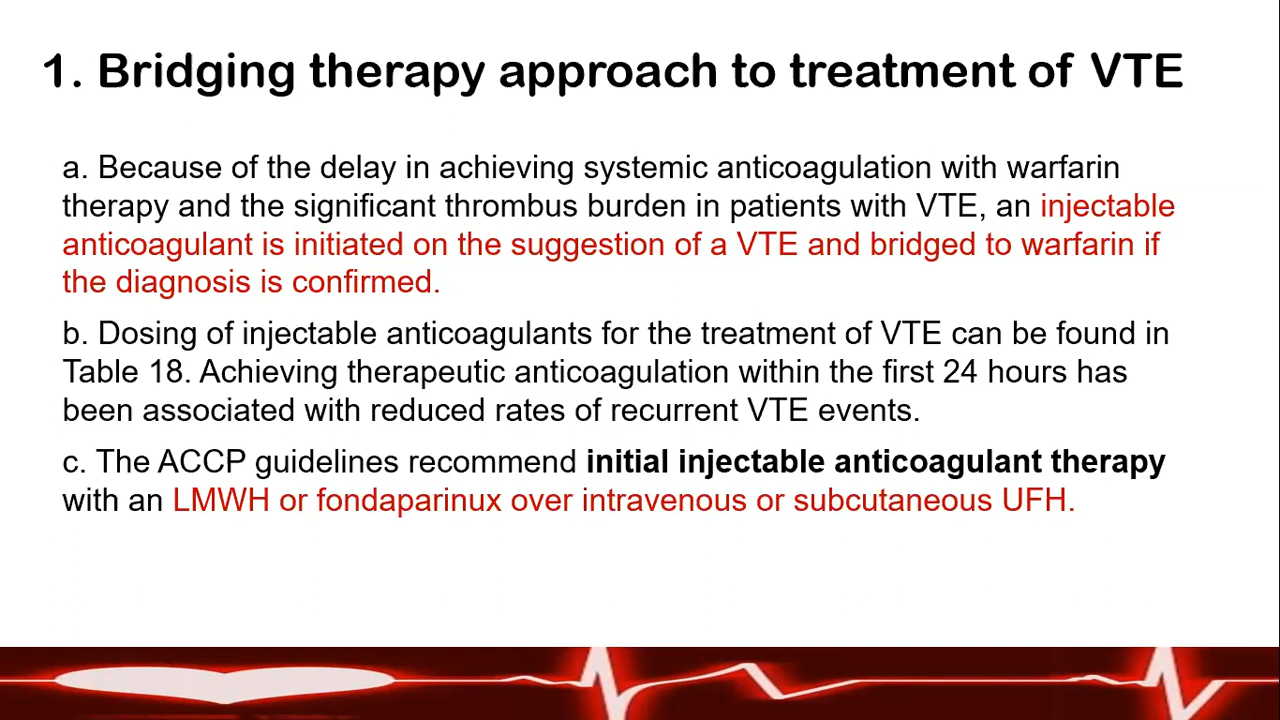 1. Bridging therapy approach to treatment of VTE
a. Because of the delay in achieving systemic anticoagulation with warfarin
therapy and the significant thrombus burden in patients with VTE, an injectable
anticoagulant is initiated on the suggestion of a VTE and bridged to warfarin if
the diagnosis is confirmed.
b. Dosing of injectable anticoagulants for the treatment of VTE can be found in
Table 18. Achieving therapeutic anticoagulation within the first 24 hours has
been associated with reduced rates of recurrent VTE events.
c. The ACCP guidelines recommend initial injectable anticoagulant therapy
with an LMWH or fondaparinux over intravenous or subcutaneous UFH.